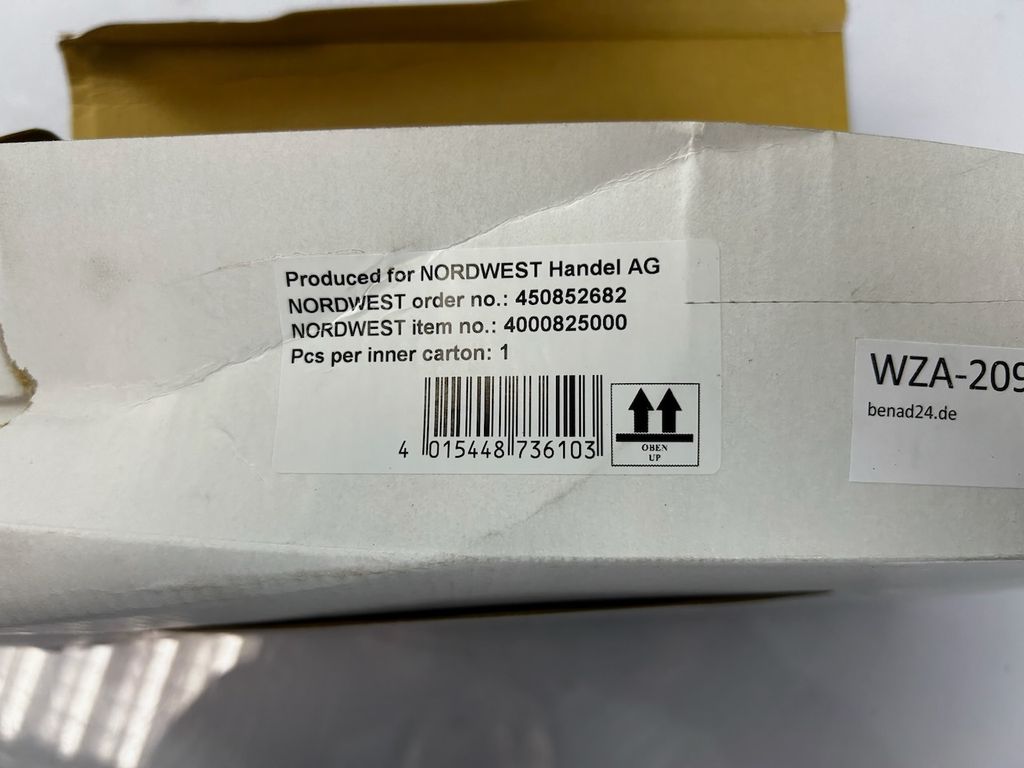 Produced for NORDWEST Handel AG
NORDWEST order no.: 450852682
NORDWEST item no.: 4000825000
Pcs per inner carton: 1
4 015448 736103
OBEN
UP
WZA-209
benad24.de